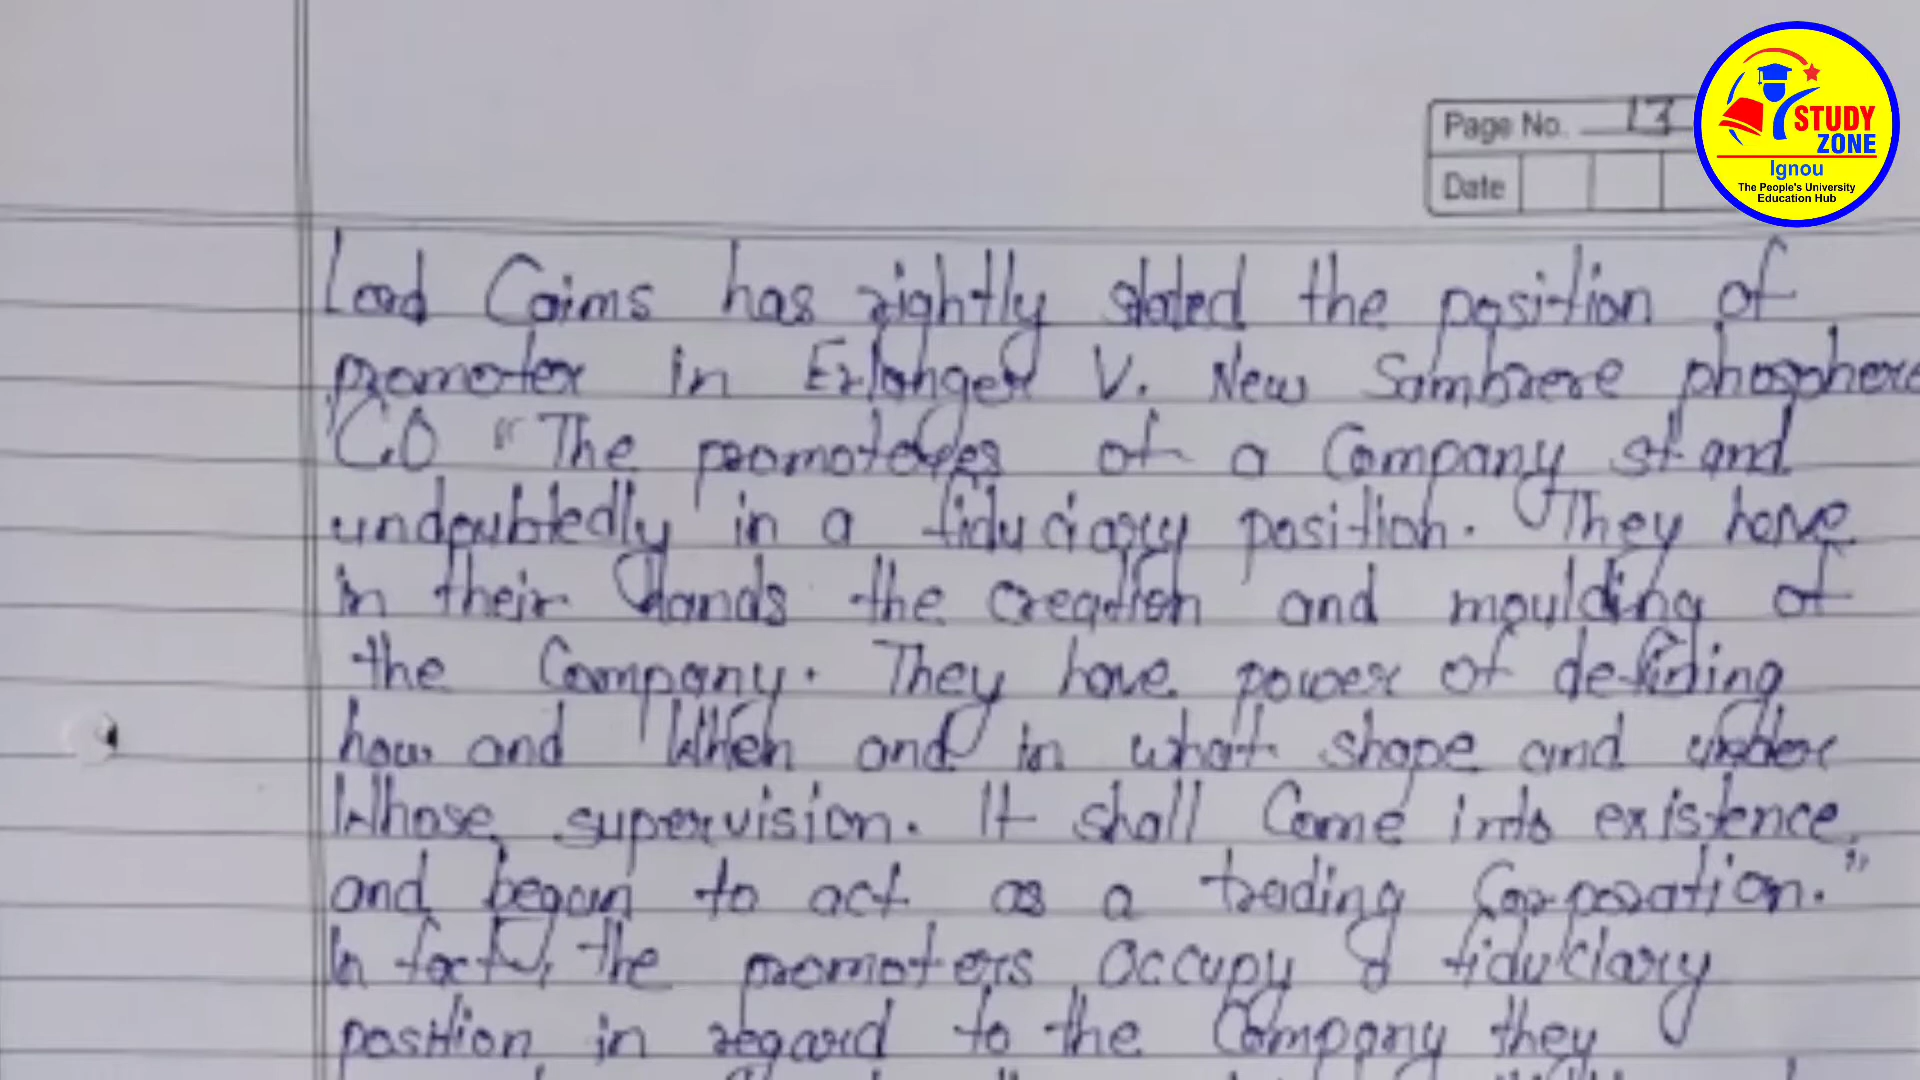 Page No. 13
Date
STUDY
ZONE
Ignou
The People's University
Education Hub
Lord Cairns has rightly stated the position of
promoter in Erlanger V. New Sombrere phosphere
CO "The promoters of a Company stand
undoubtedly in a fiduciary position. They have
in their Hands the creation and moulding of
the Company. They have power of defining
how and When and in what shape and under
Whose supervision. It shall Come into existence
and begun to act as a trading Corporation."
In fact, the promoters occupy a fiduciary
position in regard to the Company they